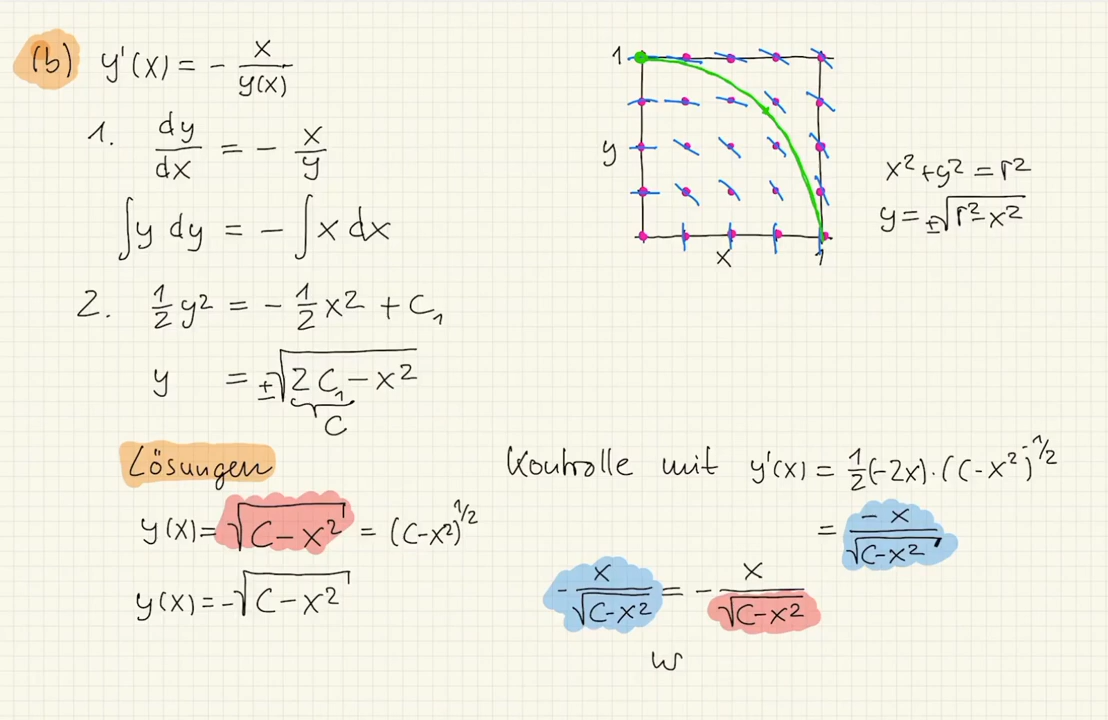 (b) y'(x) = - x/y(x)
1. dy/dx = - x/y
∫y dy = - ∫x dx
2. 1/2 y² = - 1/2 x² + C₁
y = ±√(2C₁ - x²)
C
Lösungen
y(x) = √(C-x²) = (C-x²)^1/2
y(x) = -√(C-x²)
1
y
x
1
x² + y² = r²
y = ±√(r²-x²)
Kontrolle mit y'(x) = 1/2(-2x)·(C-x²)^-1/2
= -x/√(C-x²)
- x/√(C-x²) = - x/√(C-x²)
w